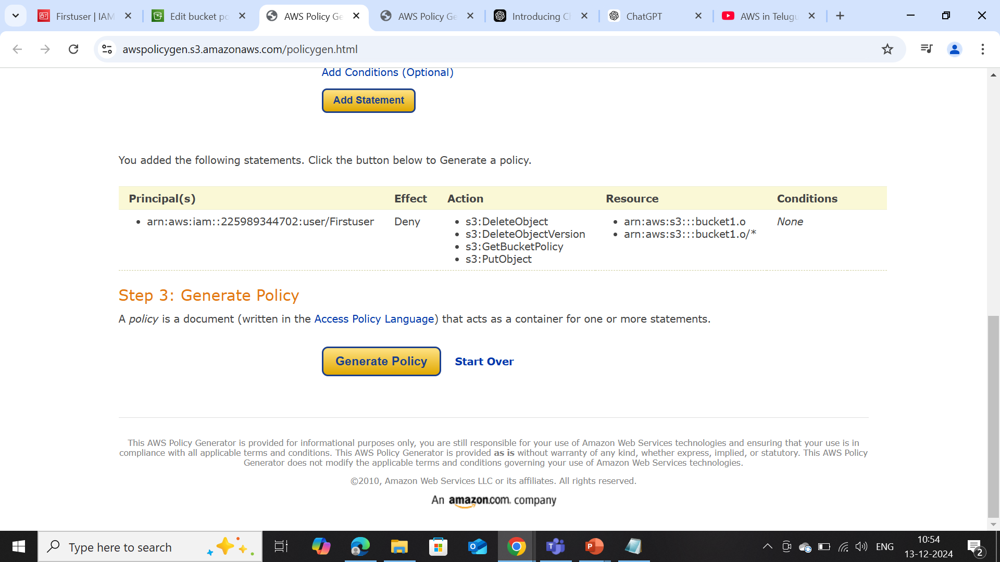 Firstuser | IAM
Edit bucket po
AWS Policy Ge
AWS Policy Ge
Introducing Ch
ChatGPT
AWS in Telugu
awspolicygen.s3.amazonaws.com/policygen.html
Add Conditions (Optional)
Add Statement
You added the following statements. Click the button below to Generate a policy.
Principal(s) Effect Action Resource Conditions
• arn:aws:iam::225989344702:user/Firstuser Deny • s3:DeleteObject • arn:aws:s3:::bucket1.o None
• s3:DeleteObjectVersion • arn:aws:s3:::bucket1.o/*
• s3:GetBucketPolicy
• s3:PutObject
Step 3: Generate Policy
A policy is a document (written in the Access Policy Language) that acts as a container for one or more statements.
Generate Policy Start Over
This AWS Policy Generator is provided for informational purposes only, you are still responsible for your use of Amazon Web Services technologies and ensuring that your use is in
compliance with all applicable terms and conditions. This AWS Policy Generator is provided as is without warranty of any kind, whether express, implied, or statutory. This AWS Policy
Generator does not modify the applicable terms and conditions governing your use of Amazon Web Services technologies.
©2010, Amazon Web Services LLC or its affiliates. All rights reserved.
An amazon.com. company
Type here to search
ENG
10:54
13-12-2024
2